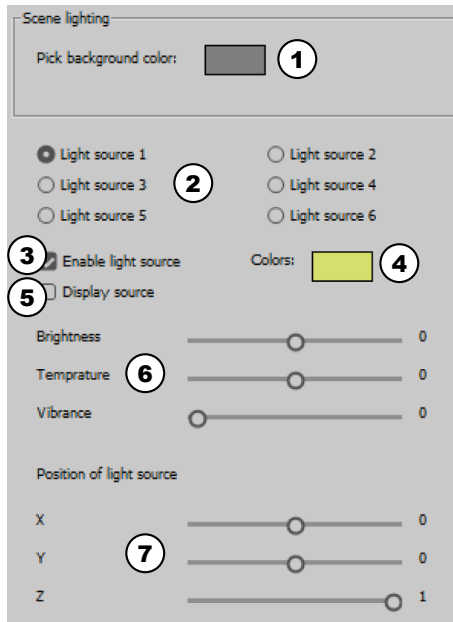 Scene lighting
Pick background color: 1
Light source 1 Light source 2
Light source 3 2 Light source 4
Light source 5 Light source 6
3 Enable light source Colors: 4
5 Display source
Brightness 0
Temprature 6 0
Vibrance 0
Position of light source
X 0
Y 7 0
Z 1